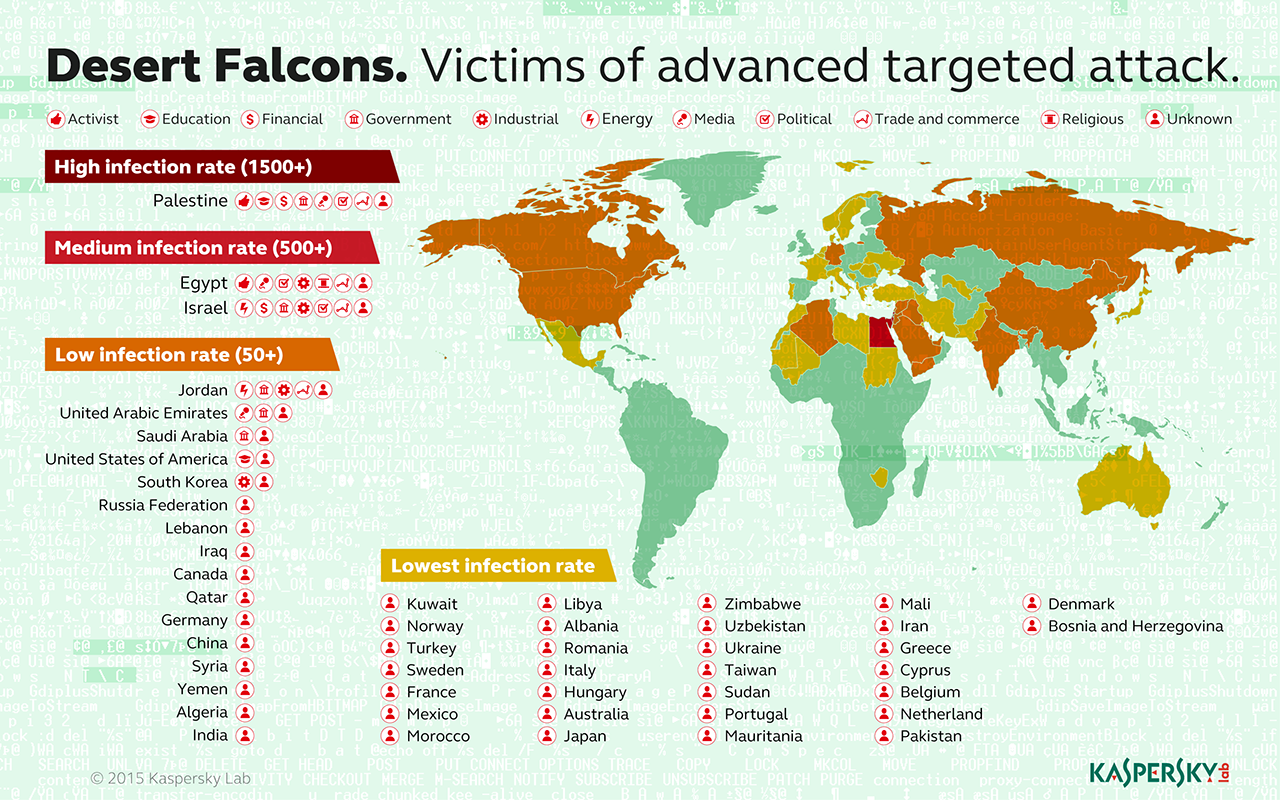 Desert Falcons. Victims of advanced targeted attack.
Activist Education Financial Government Industrial Energy Media Political Trade and commerce Religious Unknown
High infection rate (1500+)
Palestine
Medium infection rate (500+)
Egypt
Israel
Low infection rate (50+)
Jordan
United Arabic Emirates
Saudi Arabia
United States of America
South Korea
Russia Federation
Lebanon
Iraq
Canada
Qatar
Germany
China
Syria
Yemen
Algeria
India
Lowest infection rate
Kuwait
Norway
Turkey
Sweden
France
Mexico
Morocco
Libya
Albania
Romania
Italy
Hungary
Australia
Japan
Zimbabwe
Uzbekistan
Ukraine
Taiwan
Sudan
Portugal
Mauritania
Mali
Iran
Greece
Cyprus
Belgium
Netherland
Pakistan
Denmark
Bosnia and Herzegovina
© 2015 Kaspersky Lab
KASPERSKY lab